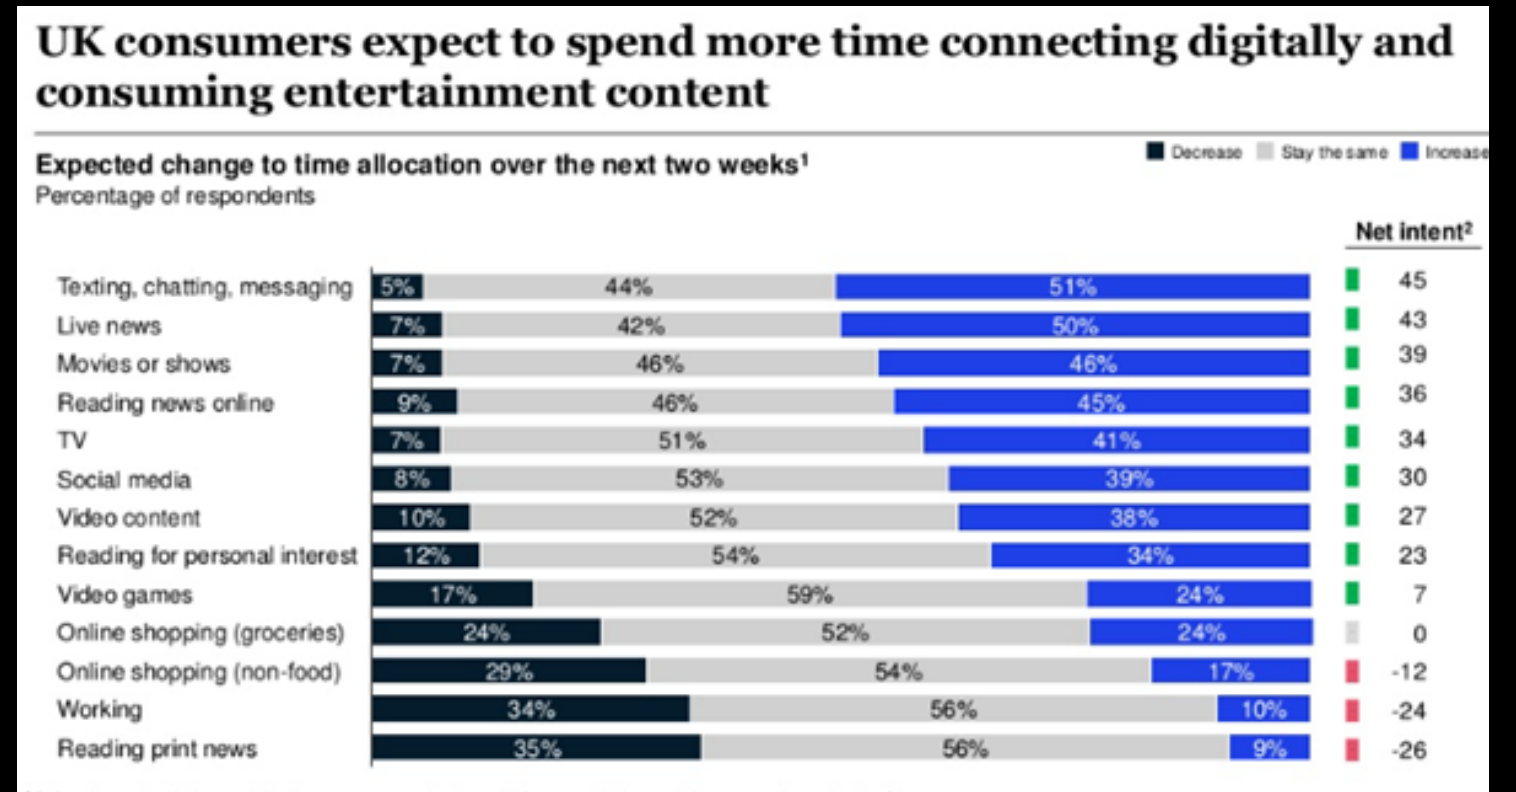 UK consumers expect to spend more time connecting digitally and
consuming entertainment content
Decrease Stay the same Increase
Expected change to time allocation over the next two weeks¹
Percentage of respondents
Net intent²
Texting, chatting, messaging 5% 44% 51% 45
Live news 7% 42% 50% 43
Movies or shows 7% 46% 46% 39
Reading news online 9% 46% 45% 36
TV 7% 51% 41% 34
Social media 8% 53% 39% 30
Video content 10% 52% 38% 27
Reading for personal interest 12% 54% 34% 23
Video games 17% 59% 24% 7
Online shopping (groceries) 24% 52% 24% 0
Online shopping (non-food) 29% 54% 17% -12
Working 34% 56% 10% -24
Reading print news 35% 56% 9% -26